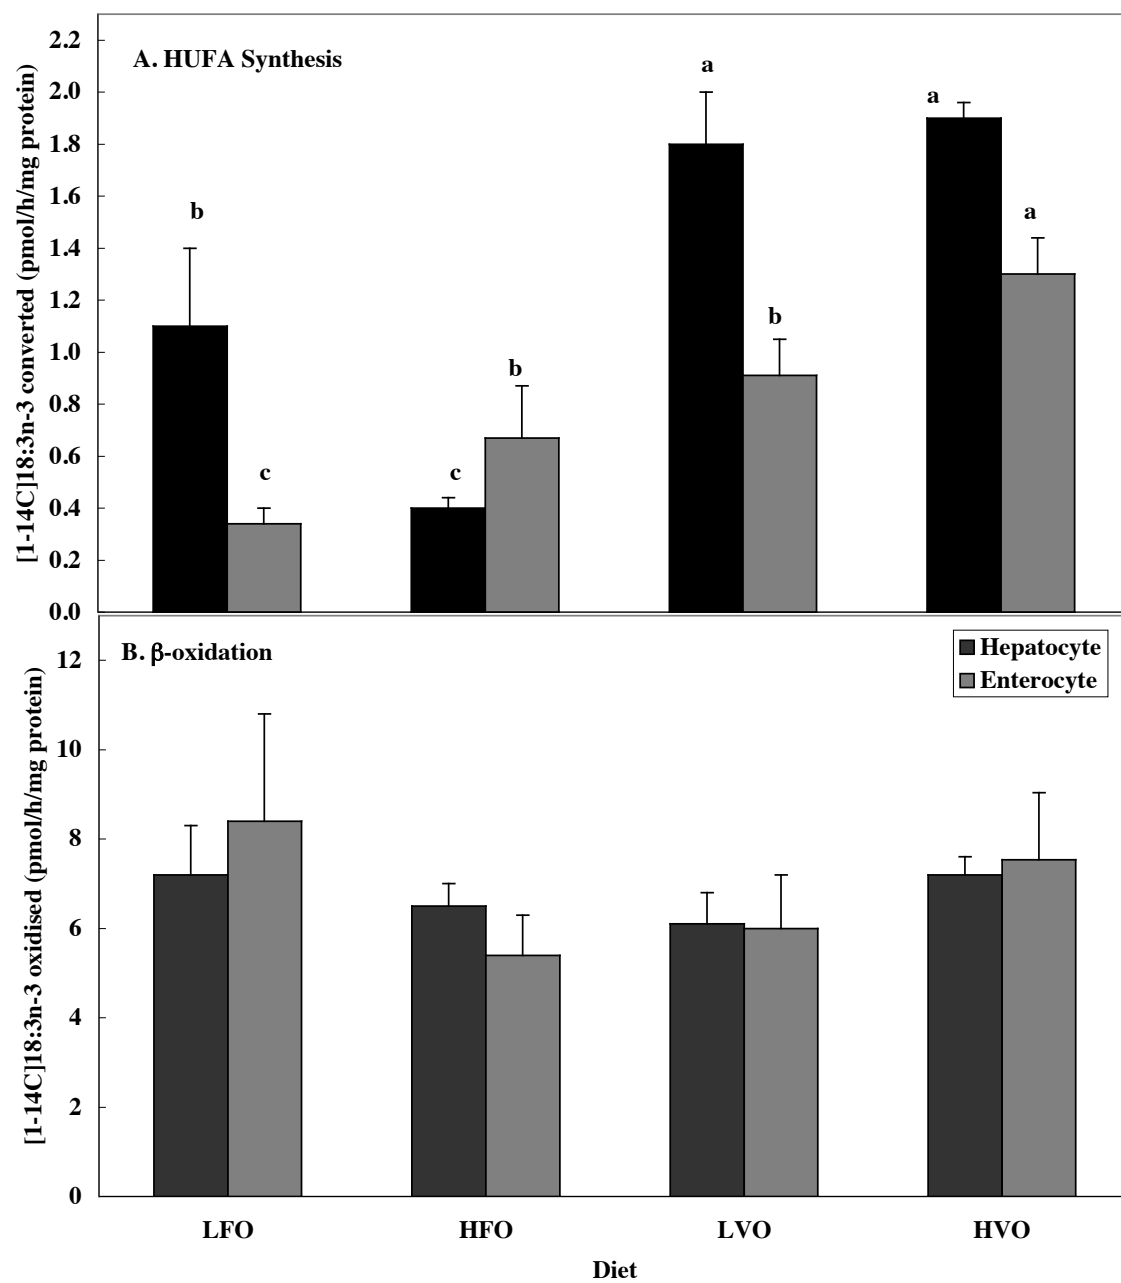 A. HUFA Synthesis
[1-14C]18:3n-3 converted (pmol/h/mg protein)
2.2
2.0
1.8
1.6
1.4
1.2
1.0
0.8
0.6
0.4
0.2
0.0
b
c
c
b
a
b
a
a
B. β-oxidation
[1-14C]18:3n-3 oxidised (pmol/h/mg protein)
12
10
8
6
4
2
0
Hepatocyte
Enterocyte
LFO HFO LVO HVO
Diet